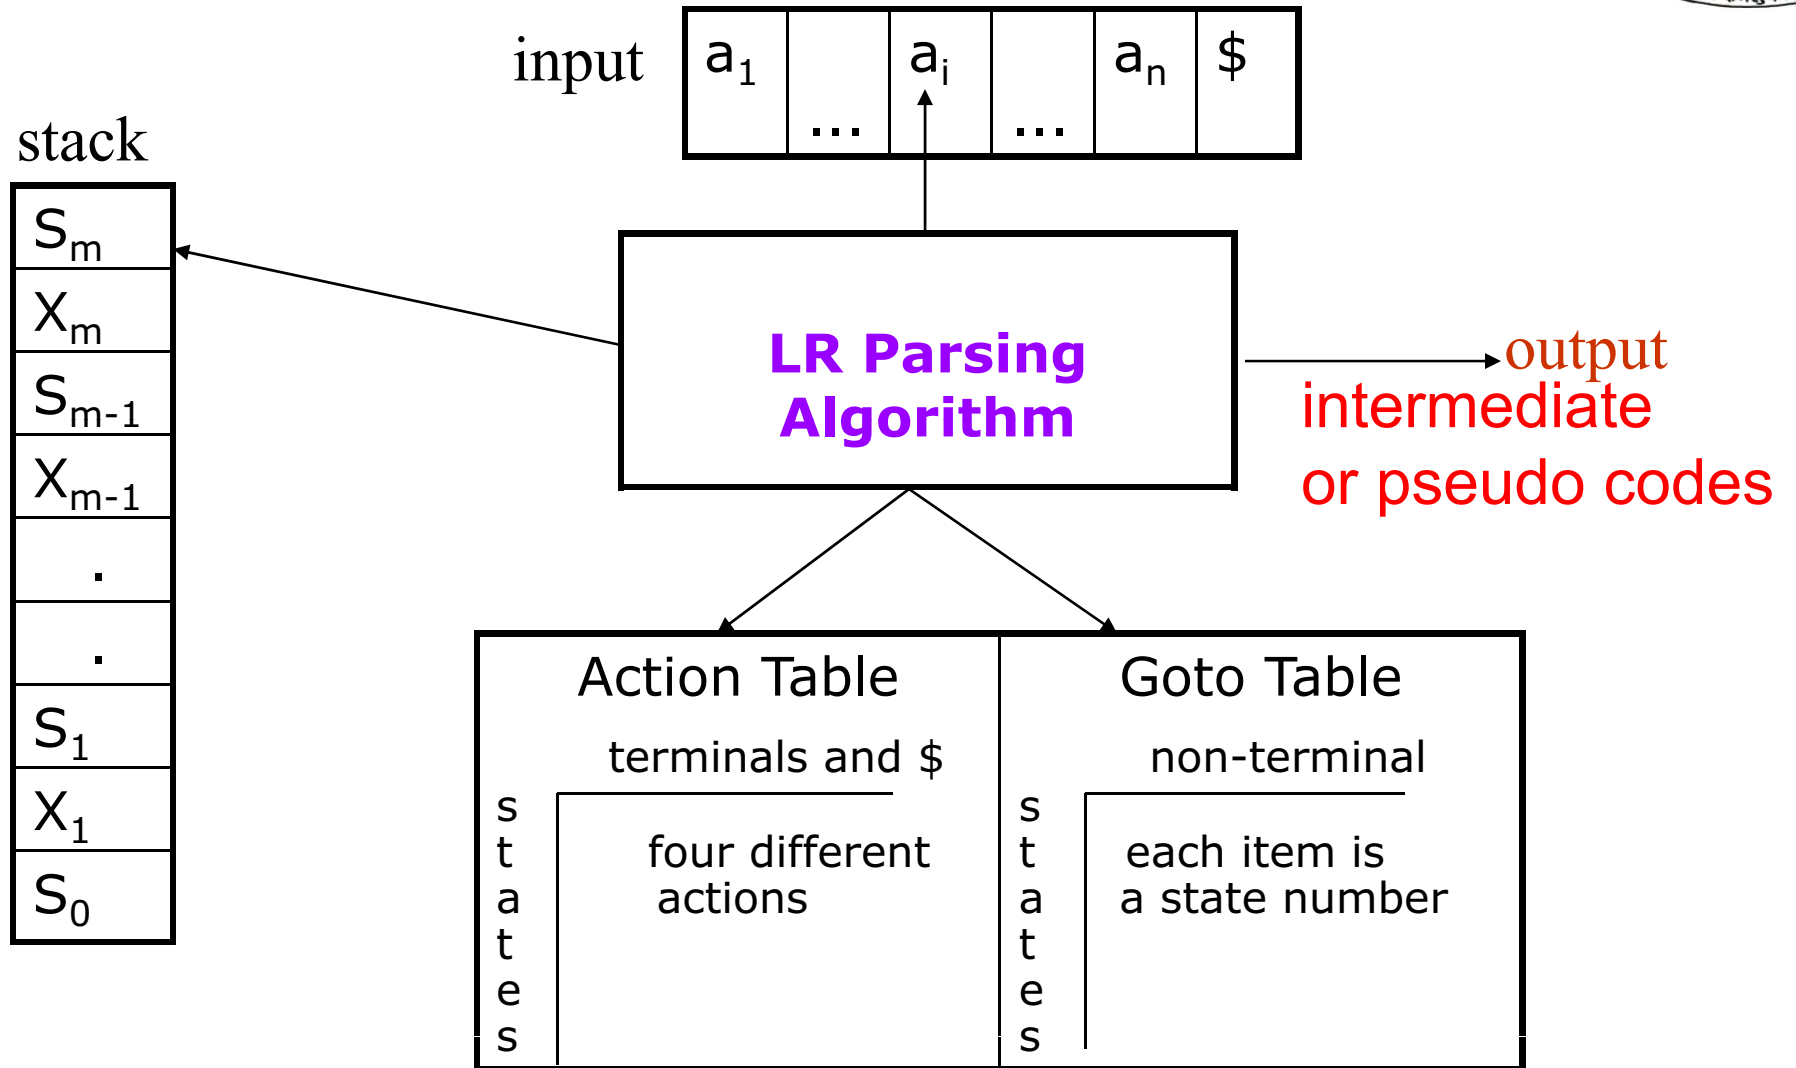 input
a₁ ... aᵢ ... aₙ $
stack
Sₘ
Xₘ
Sₘ₋₁
Xₘ₋₁
.
.
S₁
X₁
S₀
LR Parsing
Algorithm
output
intermediate
or pseudo codes
Action Table
terminals and $
s
t
a
t
e
s
four different
actions
Goto Table
non-terminal
s
t
a
t
e
s
each item is
a state number